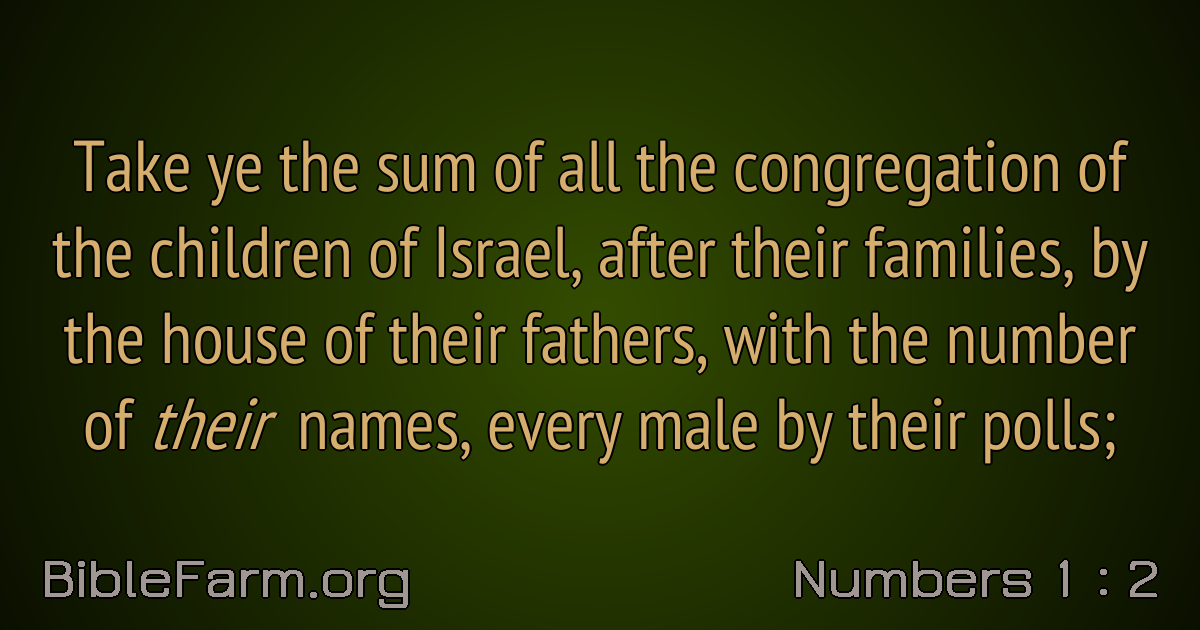 Take ye the sum of all the congregation of
the children of Israel, after their families, by
the house of their fathers, with the number
of their names, every male by their polls;
BibleFarm.org
Numbers 1 : 2